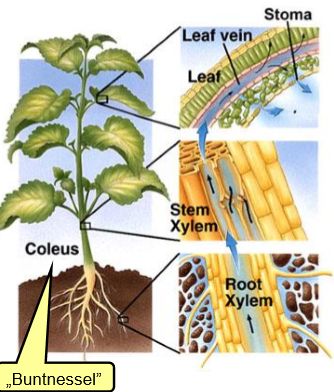 Stoma
Leaf vein
Leaf
Stem
Xylem
Coleus
Root
Xylem
„Buntnessel”